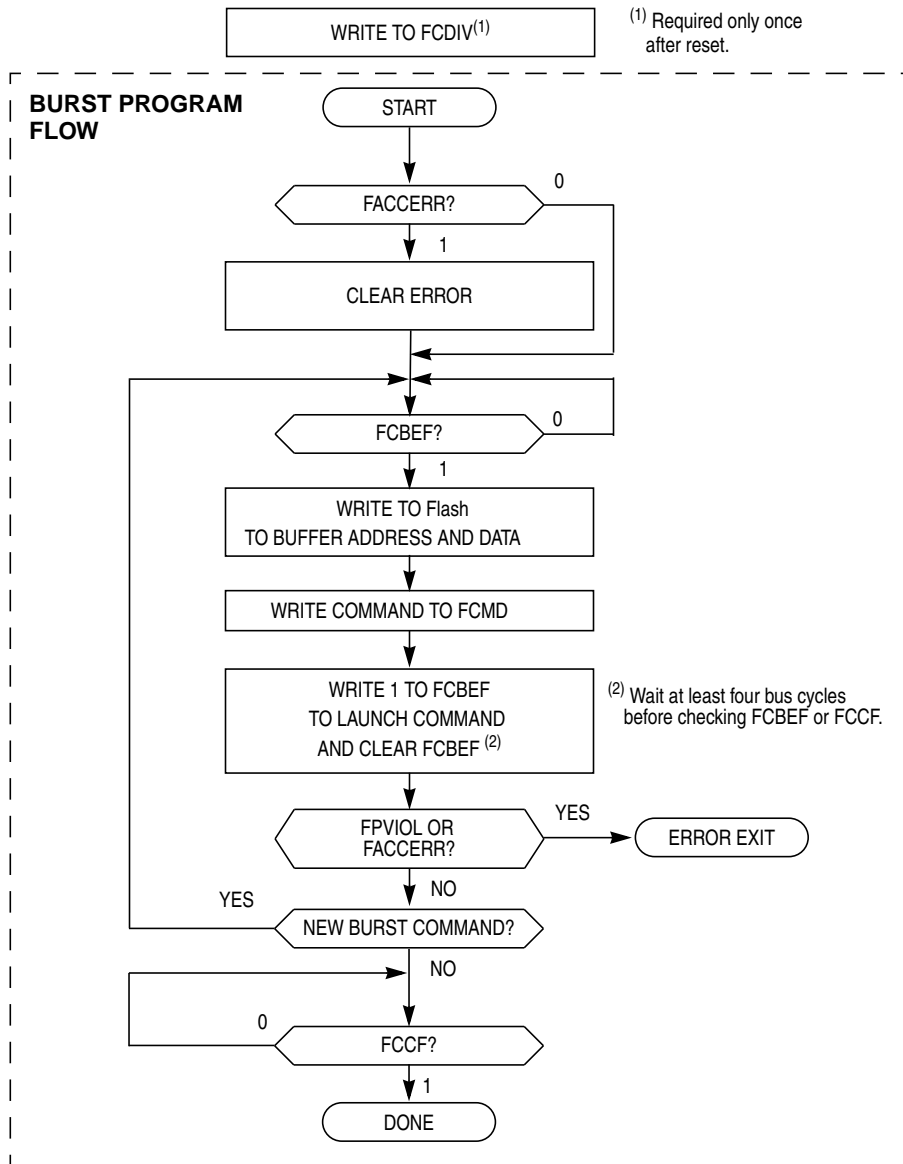 WRITE TO FCDIV(1)
(1) Required only once
after reset.
BURST PROGRAM
FLOW
START
FACCERR?
0
1
CLEAR ERROR
FCBEF?
0
1
WRITE TO Flash
TO BUFFER ADDRESS AND DATA
WRITE COMMAND TO FCMD
WRITE 1 TO FCBEF
TO LAUNCH COMMAND
AND CLEAR FCBEF (2)
(2) Wait at least four bus cycles
before checking FCBEF or FCCF.
FPVIOL OR
FACCERR?
YES
ERROR EXIT
NO
YES
NEW BURST COMMAND?
NO
0
FCCF?
1
DONE